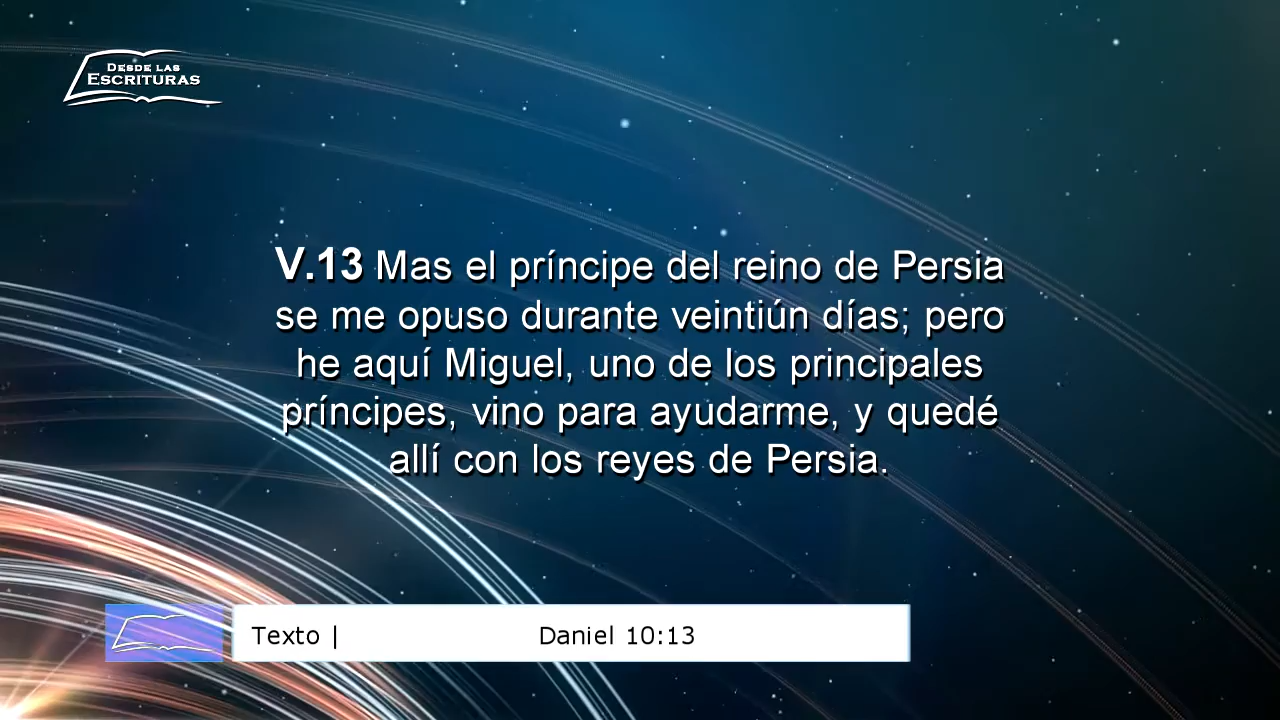 DESDE LAS
ESCRITURAS
V.13 Mas el príncipe del reino de Persia
se me opuso durante veintiún días; pero
he aquí Miguel, uno de los principales
príncipes, vino para ayudarme, y quedé
allí con los reyes de Persia.
Texto | Daniel 10:13